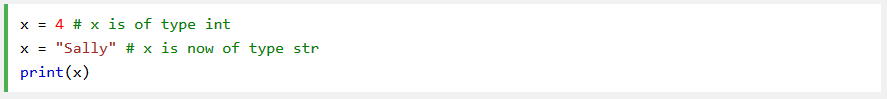 x = 4 # x is of type int
x = "Sally" # x is now of type str
print(x)